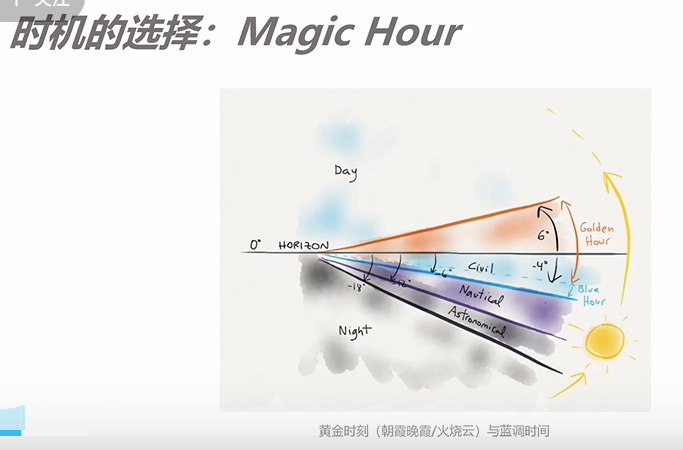 关注
时机的选择：Magic Hour
Day
6°
Golden
Hour
0° HORIZON
Civil
-4°
-6°
-12°
-18°
Nautical
Blue
Hour
Astronomical
Night
黄金时刻（朝霞晚霞/火烧云）与蓝调时间